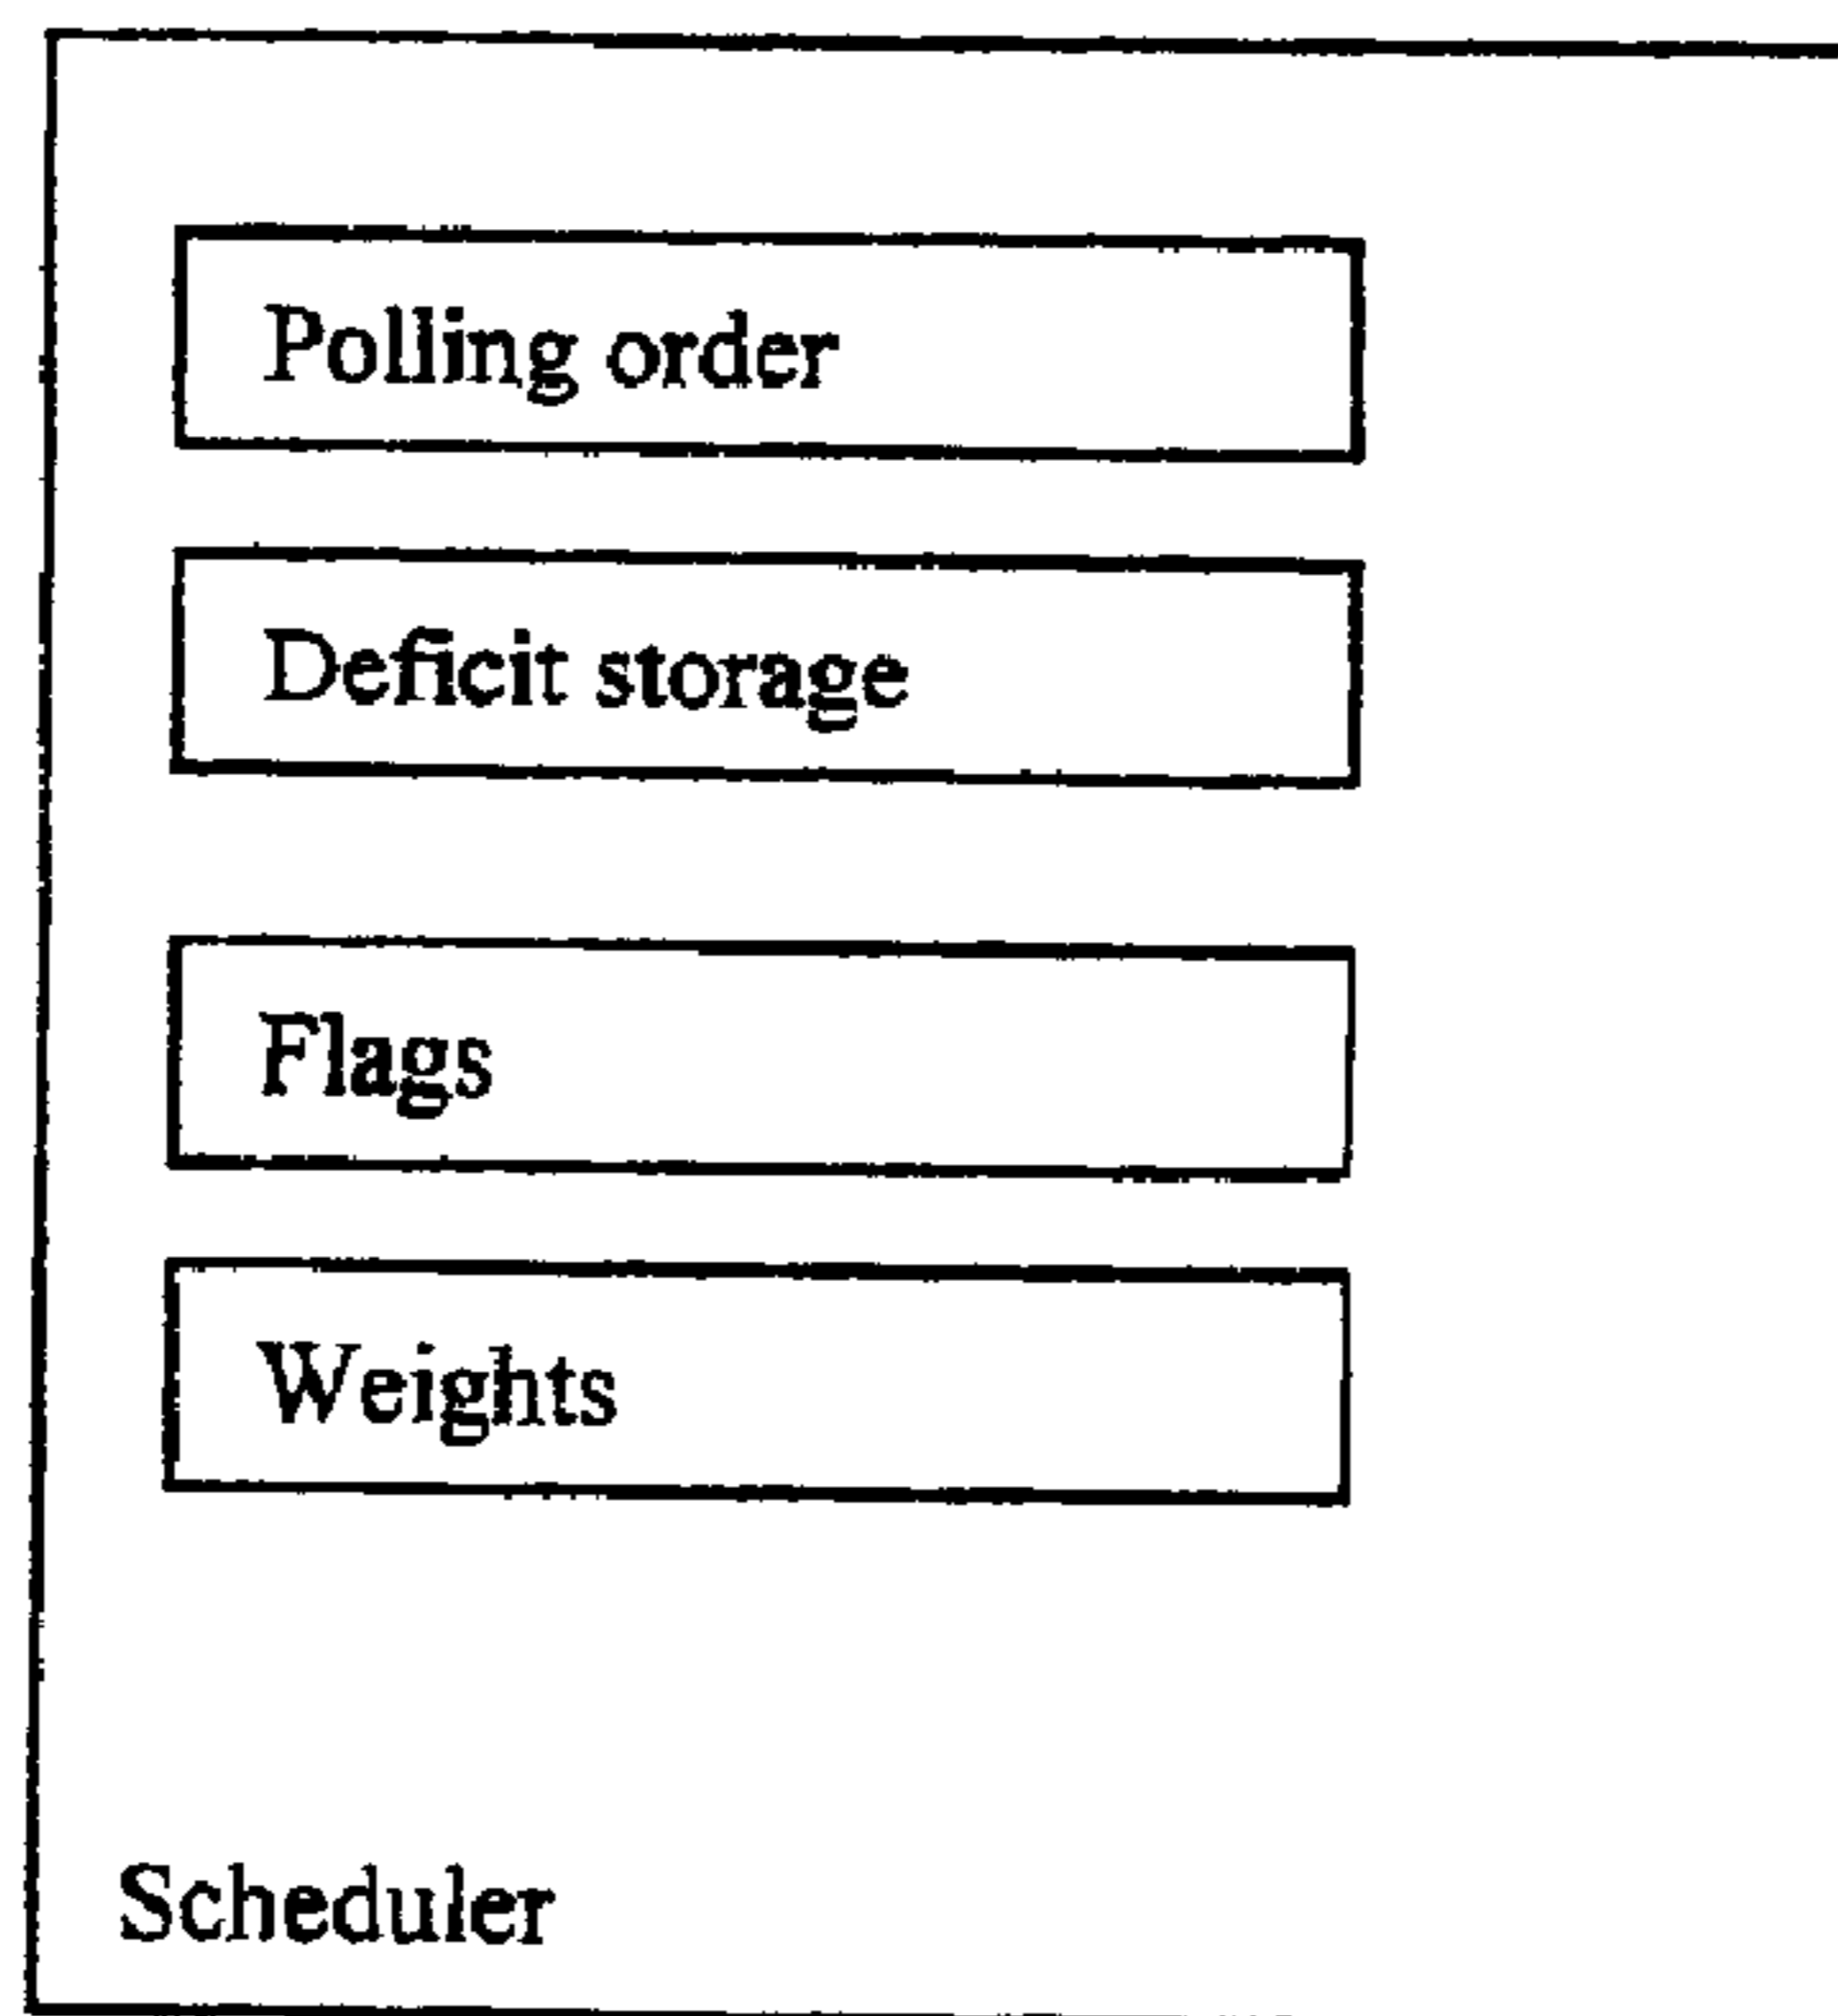 Polling order
Deficit storage
Flags
Weights
Scheduler